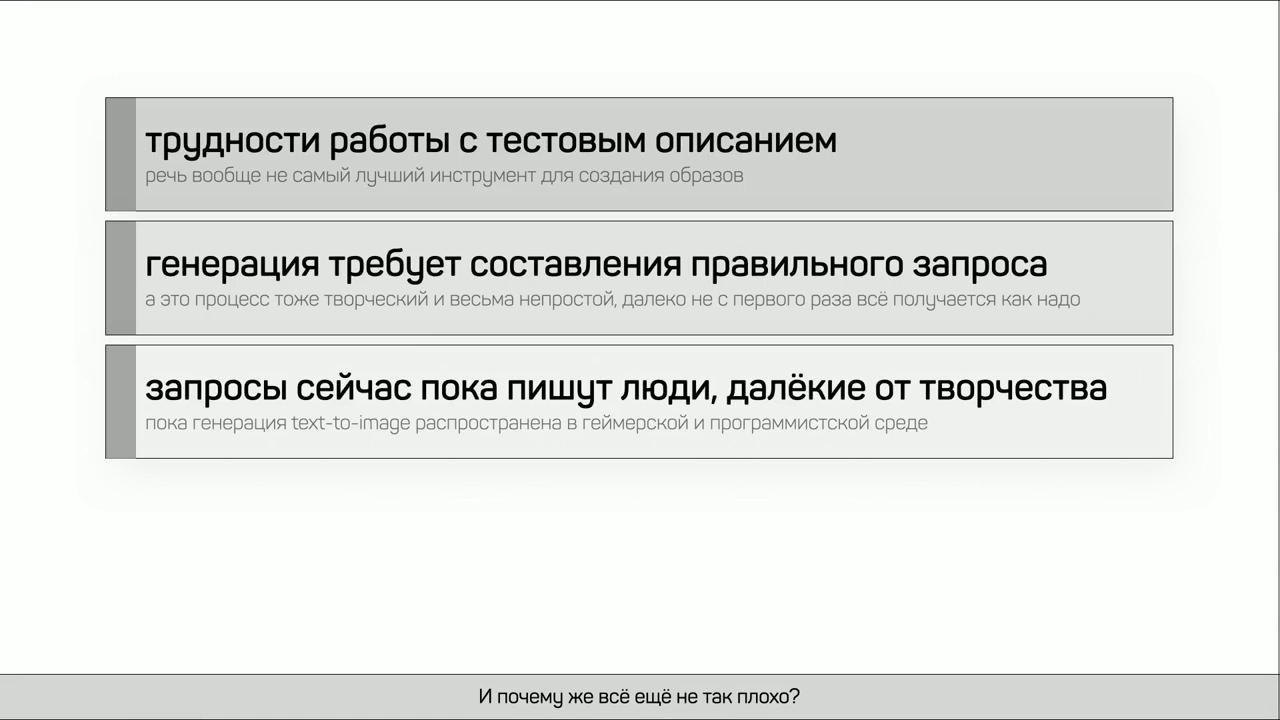 трудности работы с тестовым описанием
речь вообще не самый лучший инструмент для создания образов
генерация требует составления правильного запроса
а это процесс тоже творческий и весьма непростой, далеко не с первого раза всё получается как надо
запросы сейчас пока пишут люди, далёкие от творчества
пока генерация text-to-image распространена в геймерской и программистской среде
И почему же всё ещё не так плохо?